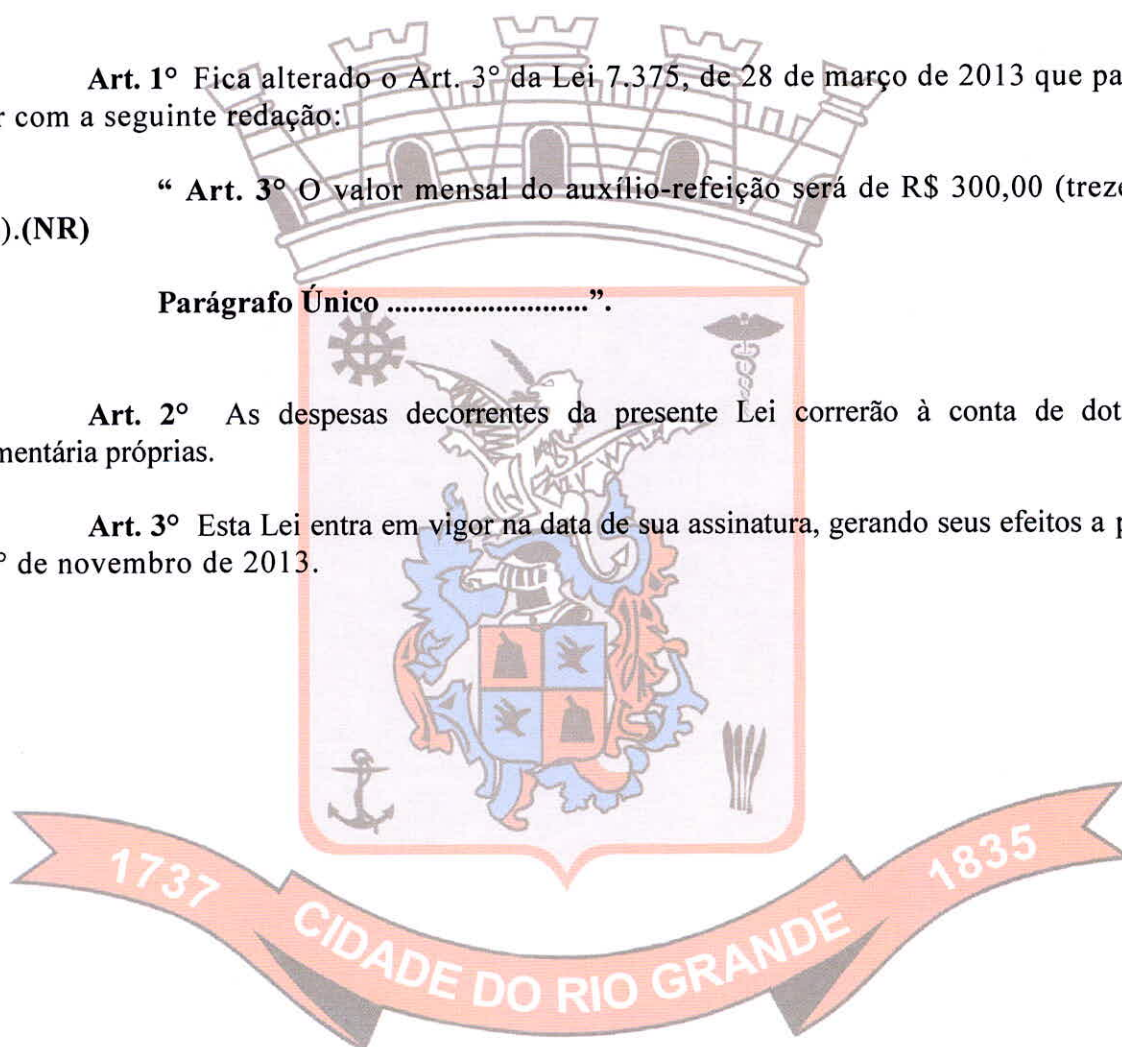 Art. 1° Fica alterado o Art. 3° da Lei 7.375, de 28 de março de 2013 que pa
r com a seguinte redação:
“ Art. 3° O valor mensal do auxílio-refeição será de R$ 300,00 (treze
).(NR)
Parágrafo Único ..........................”.
Art. 2° As despesas decorrentes da presente Lei correrão à conta de dot
mentária próprias.
Art. 3° Esta Lei entra em vigor na data de sua assinatura, gerando seus efeitos a p
° de novembro de 2013.
1737 CIDADE DO RIO GRANDE 1835